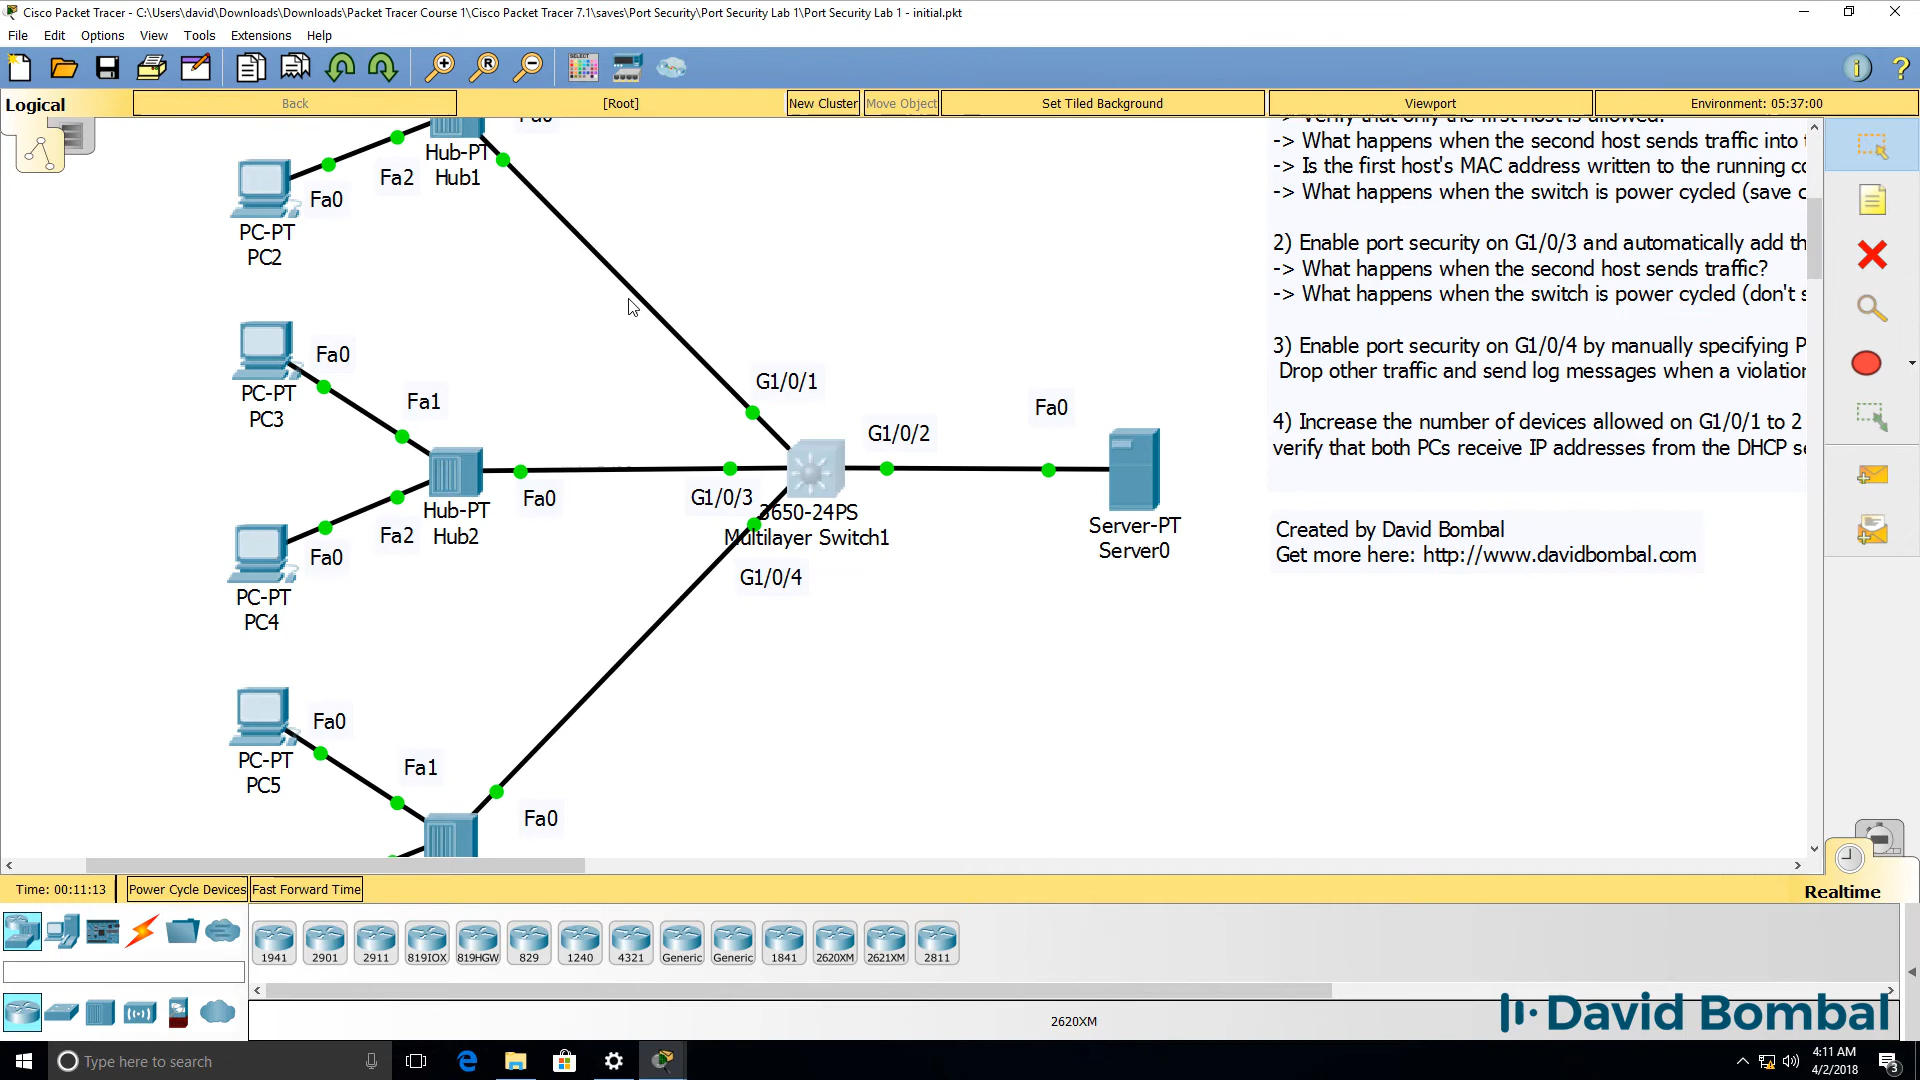 Cisco Packet Tracer - C:\Users\david\Downloads\Downloads\Packet Tracer Course 1\Cisco Packet Tracer 7.1\saves\Port Security\Port Security Lab 1\Port Security Lab 1 - initial.pkt
File Edit Options View Tools Extensions Help
Logical Back [Root] New Cluster Move Object Set Tiled Background Viewport Environment: 05:37:00
-> Verify that only the first host is allowed.
-> What happens when the second host sends traffic into
-> Is the first host's MAC address written to the running co
-> What happens when the switch is power cycled (save c
2) Enable port security on G1/0/3 and automatically add th
-> What happens when the second host sends traffic?
-> What happens when the switch is power cycled (don't s
3) Enable port security on G1/0/4 by manually specifying P
Drop other traffic and send log messages when a violation
4) Increase the number of devices allowed on G1/0/1 to 2
verify that both PCs receive IP addresses from the DHCP se
Created by David Bombal
Get more here: http://www.davidbombal.com
Fa0
Hub-PT
Hub1
Fa2
Fa0
PC-PT
PC2
Fa0
PC-PT
PC3
Fa1
G1/0/1
G1/0/2
Fa0
G1/0/3
Fa0
Hub-PT
Hub2
Fa2
3650-24PS
Multilayer Switch1
Server-PT
Server0
G1/0/4
Fa0
PC-PT
PC4
Fa0
PC-PT
PC5
Fa1
Fa0
Time: 00:11:13 Power Cycle Devices Fast Forward Time Realtime
1941 2901 2911 819IOX 819HGW 829 1240 4321 Generic Generic 1841 2620XM 2621XM 2811
2620XM
David Bombal
Type here to search
4:11 AM
4/2/2018
3